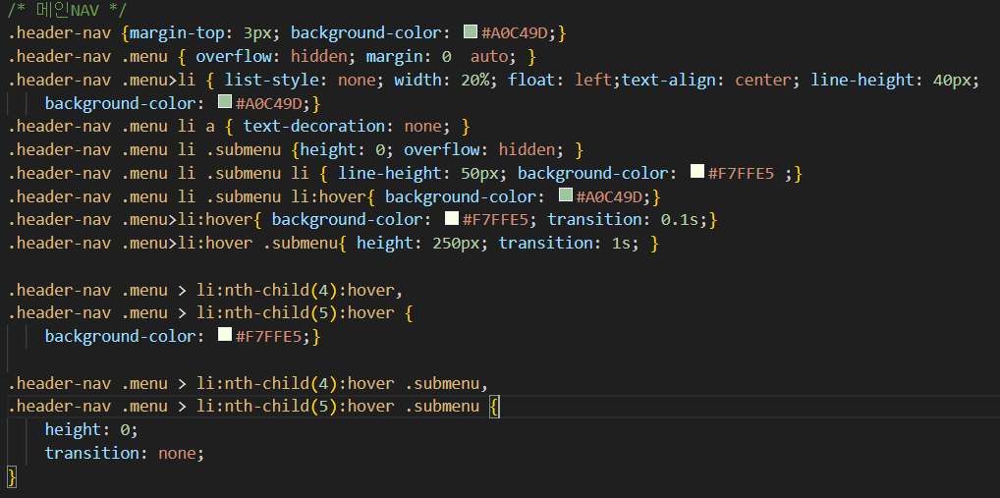 /* 메인NAV */
.header-nav {margin-top: 3px; background-color: #A0C49D;}
.header-nav .menu { overflow: hidden; margin: 0  auto; }
.header-nav .menu>li { list-style: none; width: 20%; float: left;text-align: center; line-height: 40px;
    background-color: #A0C49D;}
.header-nav .menu li a { text-decoration: none; }
.header-nav .menu li .submenu {height: 0; overflow: hidden; }
.header-nav .menu li .submenu li { line-height: 50px; background-color: #F7FFE5 ;}
.header-nav .menu li .submenu li:hover{ background-color: #A0C49D;}
.header-nav .menu>li:hover{ background-color: #F7FFE5; transition: 0.1s;}
.header-nav .menu>li:hover .submenu{ height: 250px; transition: 1s; }
.header-nav .menu > li:nth-child(4):hover,
.header-nav .menu > li:nth-child(5):hover {
    background-color: #F7FFE5;}
.header-nav .menu > li:nth-child(4):hover .submenu,
.header-nav .menu > li:nth-child(5):hover .submenu {
    height: 0;
    transition: none;
}